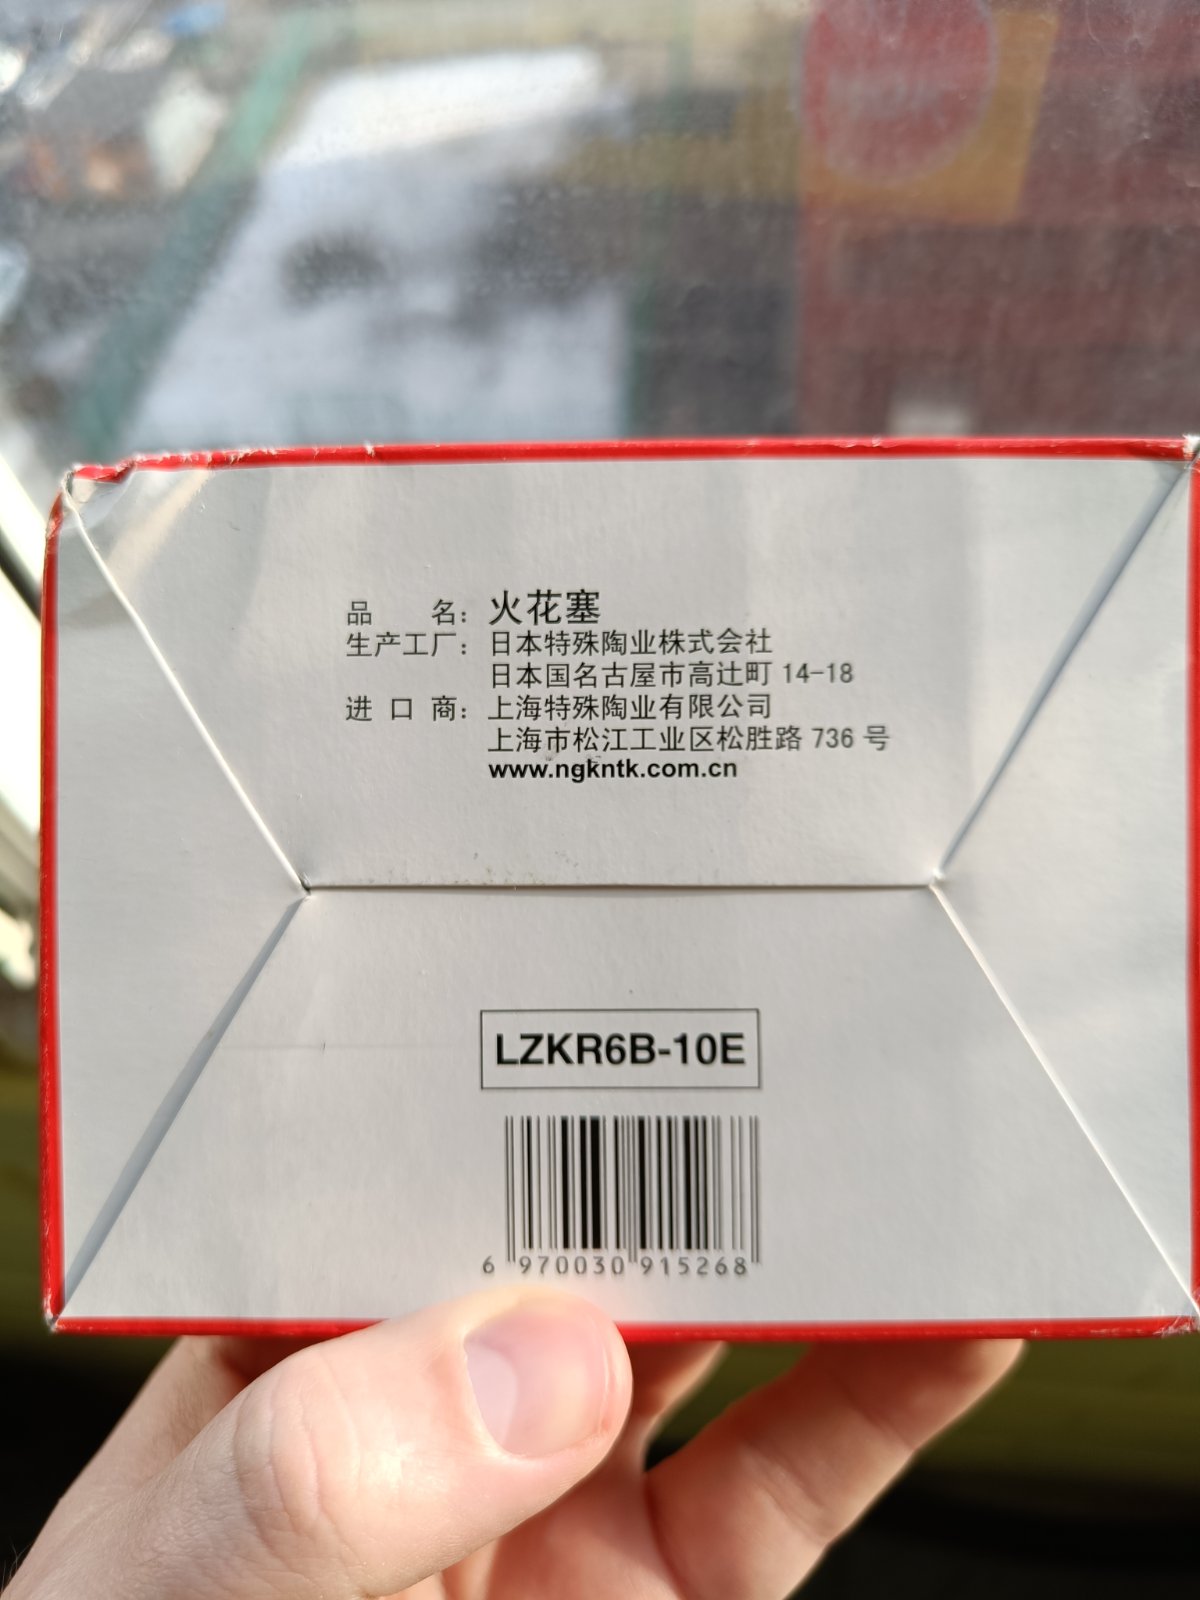 品 名：火花塞
生产工厂：日本特殊陶业株式会社
日本国名古屋市高辻町 14-18
进口商：上海特殊陶业有限公司
上海市松江工业区松胜路 736 号
www.ngkntk.com.cn
LZKR6B-10E
6 970030 915268